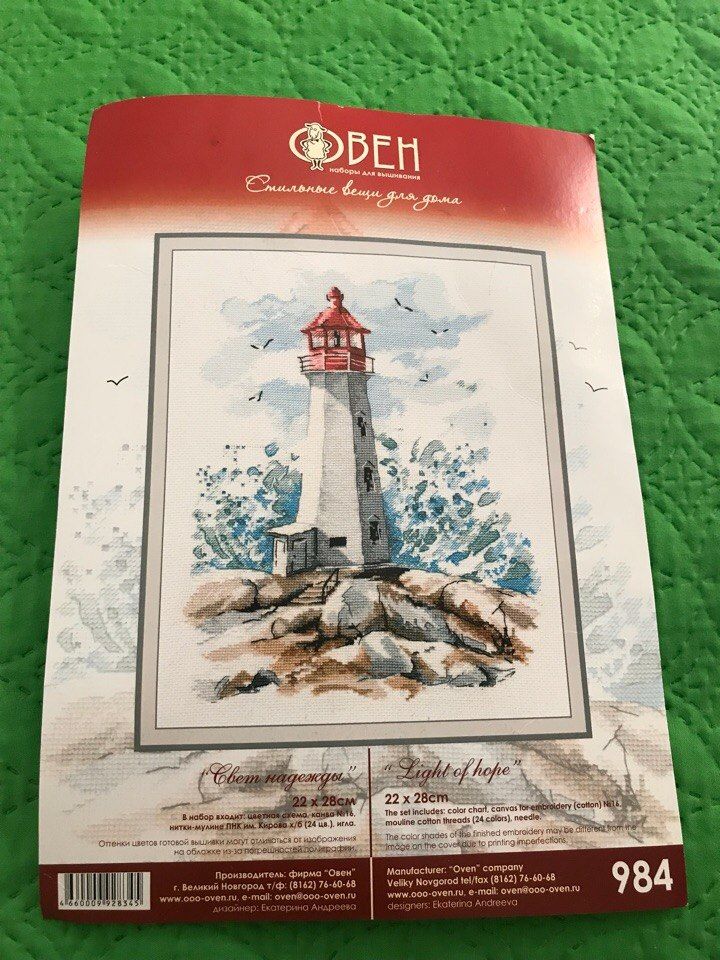 ОВЕН
наборы для вышивания
Стильные вещи для дома
"Свет надежды"
22 x 28см
В набор входит: цветная схема, канва №16,
нитки-мулине ПНК им. Кирова х/б (24 цв.), игла.
Оттенки цветов готовой вышивки могут отличаться от изображения
на обложке из-за погрешностей полиграфии.
"Light of hope"
22 x 28cm
The set includes: color chart, canvas for embroidery (cotton) №16,
mouline cotton threads (24 colors), needle.
The color shades of the finished embroidery may be different from the
image on the cover due to printing imperfections.
4 660009 928345
Производитель: фирма "Овен"
г. Великий Новгород т/ф: (8162) 76-60-68
www.ooo-oven.ru, e-mail: oven@ooo-oven.ru
дизайнер: Екатерина Андреева
Manufacturer: "Oven" company
Veliky Novgorod tel/fax (8162) 76-60-68
www.ooo-oven.ru, e-mail: oven@ooo-oven.ru
designers: Ekaterina Andreeva
984